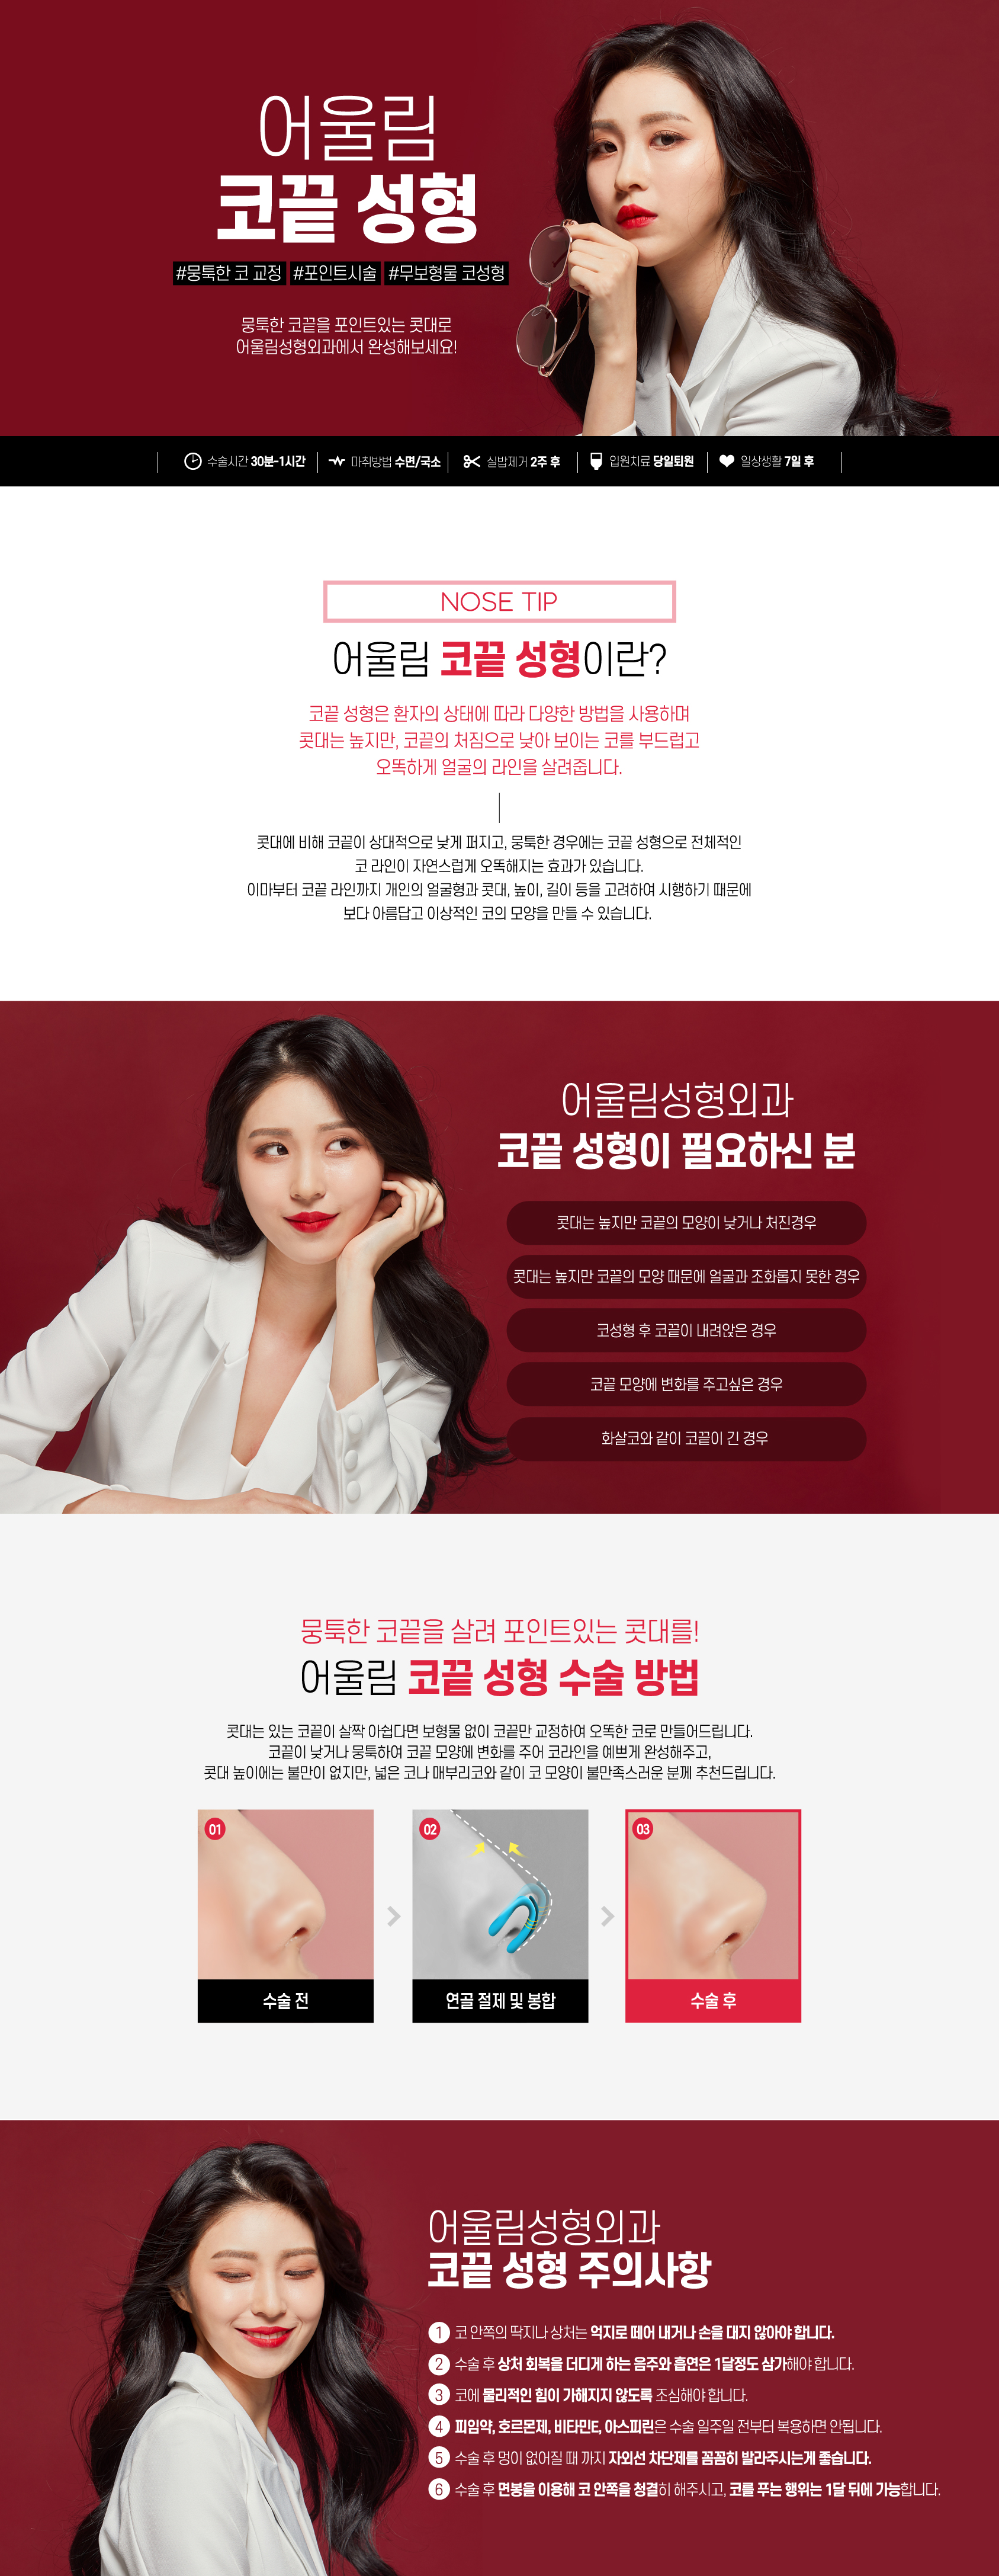 어울림
코끝 성형
#뭉툭한 코 교정 #포인트시술 #무보형물 코성형
뭉툭한 코끝을 포인트있는 콧대로
어울림성형외과에서 완성해보세요!
수술시간 30분-1시간 마취방법 수면/국소 실밥제거 2주 후 입원치료 당일퇴원 일상생활 7일 후
NOSE TIP
어울림 코끝 성형이란?
코끝 성형은 환자의 상태에 따라 다양한 방법을 사용하며
콧대는 높지만, 코끝의 처짐으로 낮아 보이는 코를 부드럽고
오똑하게 얼굴의 라인을 살려줍니다.
콧대에 비해 코끝이 상대적으로 낮게 퍼지고, 뭉툭한 경우에는 코끝 성형으로 전체적인
코 라인이 자연스럽게 오똑해지는 효과가 있습니다.
이마부터 코끝 라인까지 개인의 얼굴형과 콧대, 높이, 길이 등을 고려하여 시행하기 때문에
보다 아름답고 이상적인 코의 모양을 만들 수 있습니다.
어울림성형외과
코끝 성형이 필요하신 분
콧대는 높지만 코끝의 모양이 낮거나 처진경우
콧대는 높지만 코끝의 모양 때문에 얼굴과 조화롭지 못한 경우
코성형 후 코끝이 내려앉은 경우
코끝 모양에 변화를 주고싶은 경우
화살코와 같이 코끝이 긴 경우
뭉툭한 코끝을 살려 포인트있는 콧대를!
어울림 코끝 성형 수술 방법
콧대는 있는 코끝이 살짝 아쉽다면 보형물 없이 코끝만 교정하여 오똑한 코로 만들어드립니다.
코끝이 낮거나 뭉툭하여 코끝 모양에 변화를 주어 코라인을 예쁘게 완성해주고,
콧대 높이에는 불만이 없지만, 넓은 코나 매부리코와 같이 코 모양이 불만족스러운 분께 추천드립니다.
01 02 03
수술 전 연골 절제 및 봉합 수술 후
어울림성형외과
코끝 성형 주의사항
1 코 안쪽의 딱지나 상처는 억지로 떼어 내거나 손을 대지 않아야 합니다.
2 수술 후 상처 회복을 더디게 하는 음주와 흡연은 1달정도 삼가해야 합니다.
3 코에 물리적인 힘이 가해지지 않도록 조심해야 합니다.
4 피임약, 호르몬제, 비타민E, 아스피린은 수술 일주일 전부터 복용하면 안됩니다.
5 수술 후 멍이 없어질 때 까지 자외선 차단제를 꼼꼼히 발라주시는게 좋습니다.
6 수술 후 면봉을 이용해 코 안쪽을 청결히 해주시고, 코를 푸는 행위는 1달 뒤에 가능합니다.